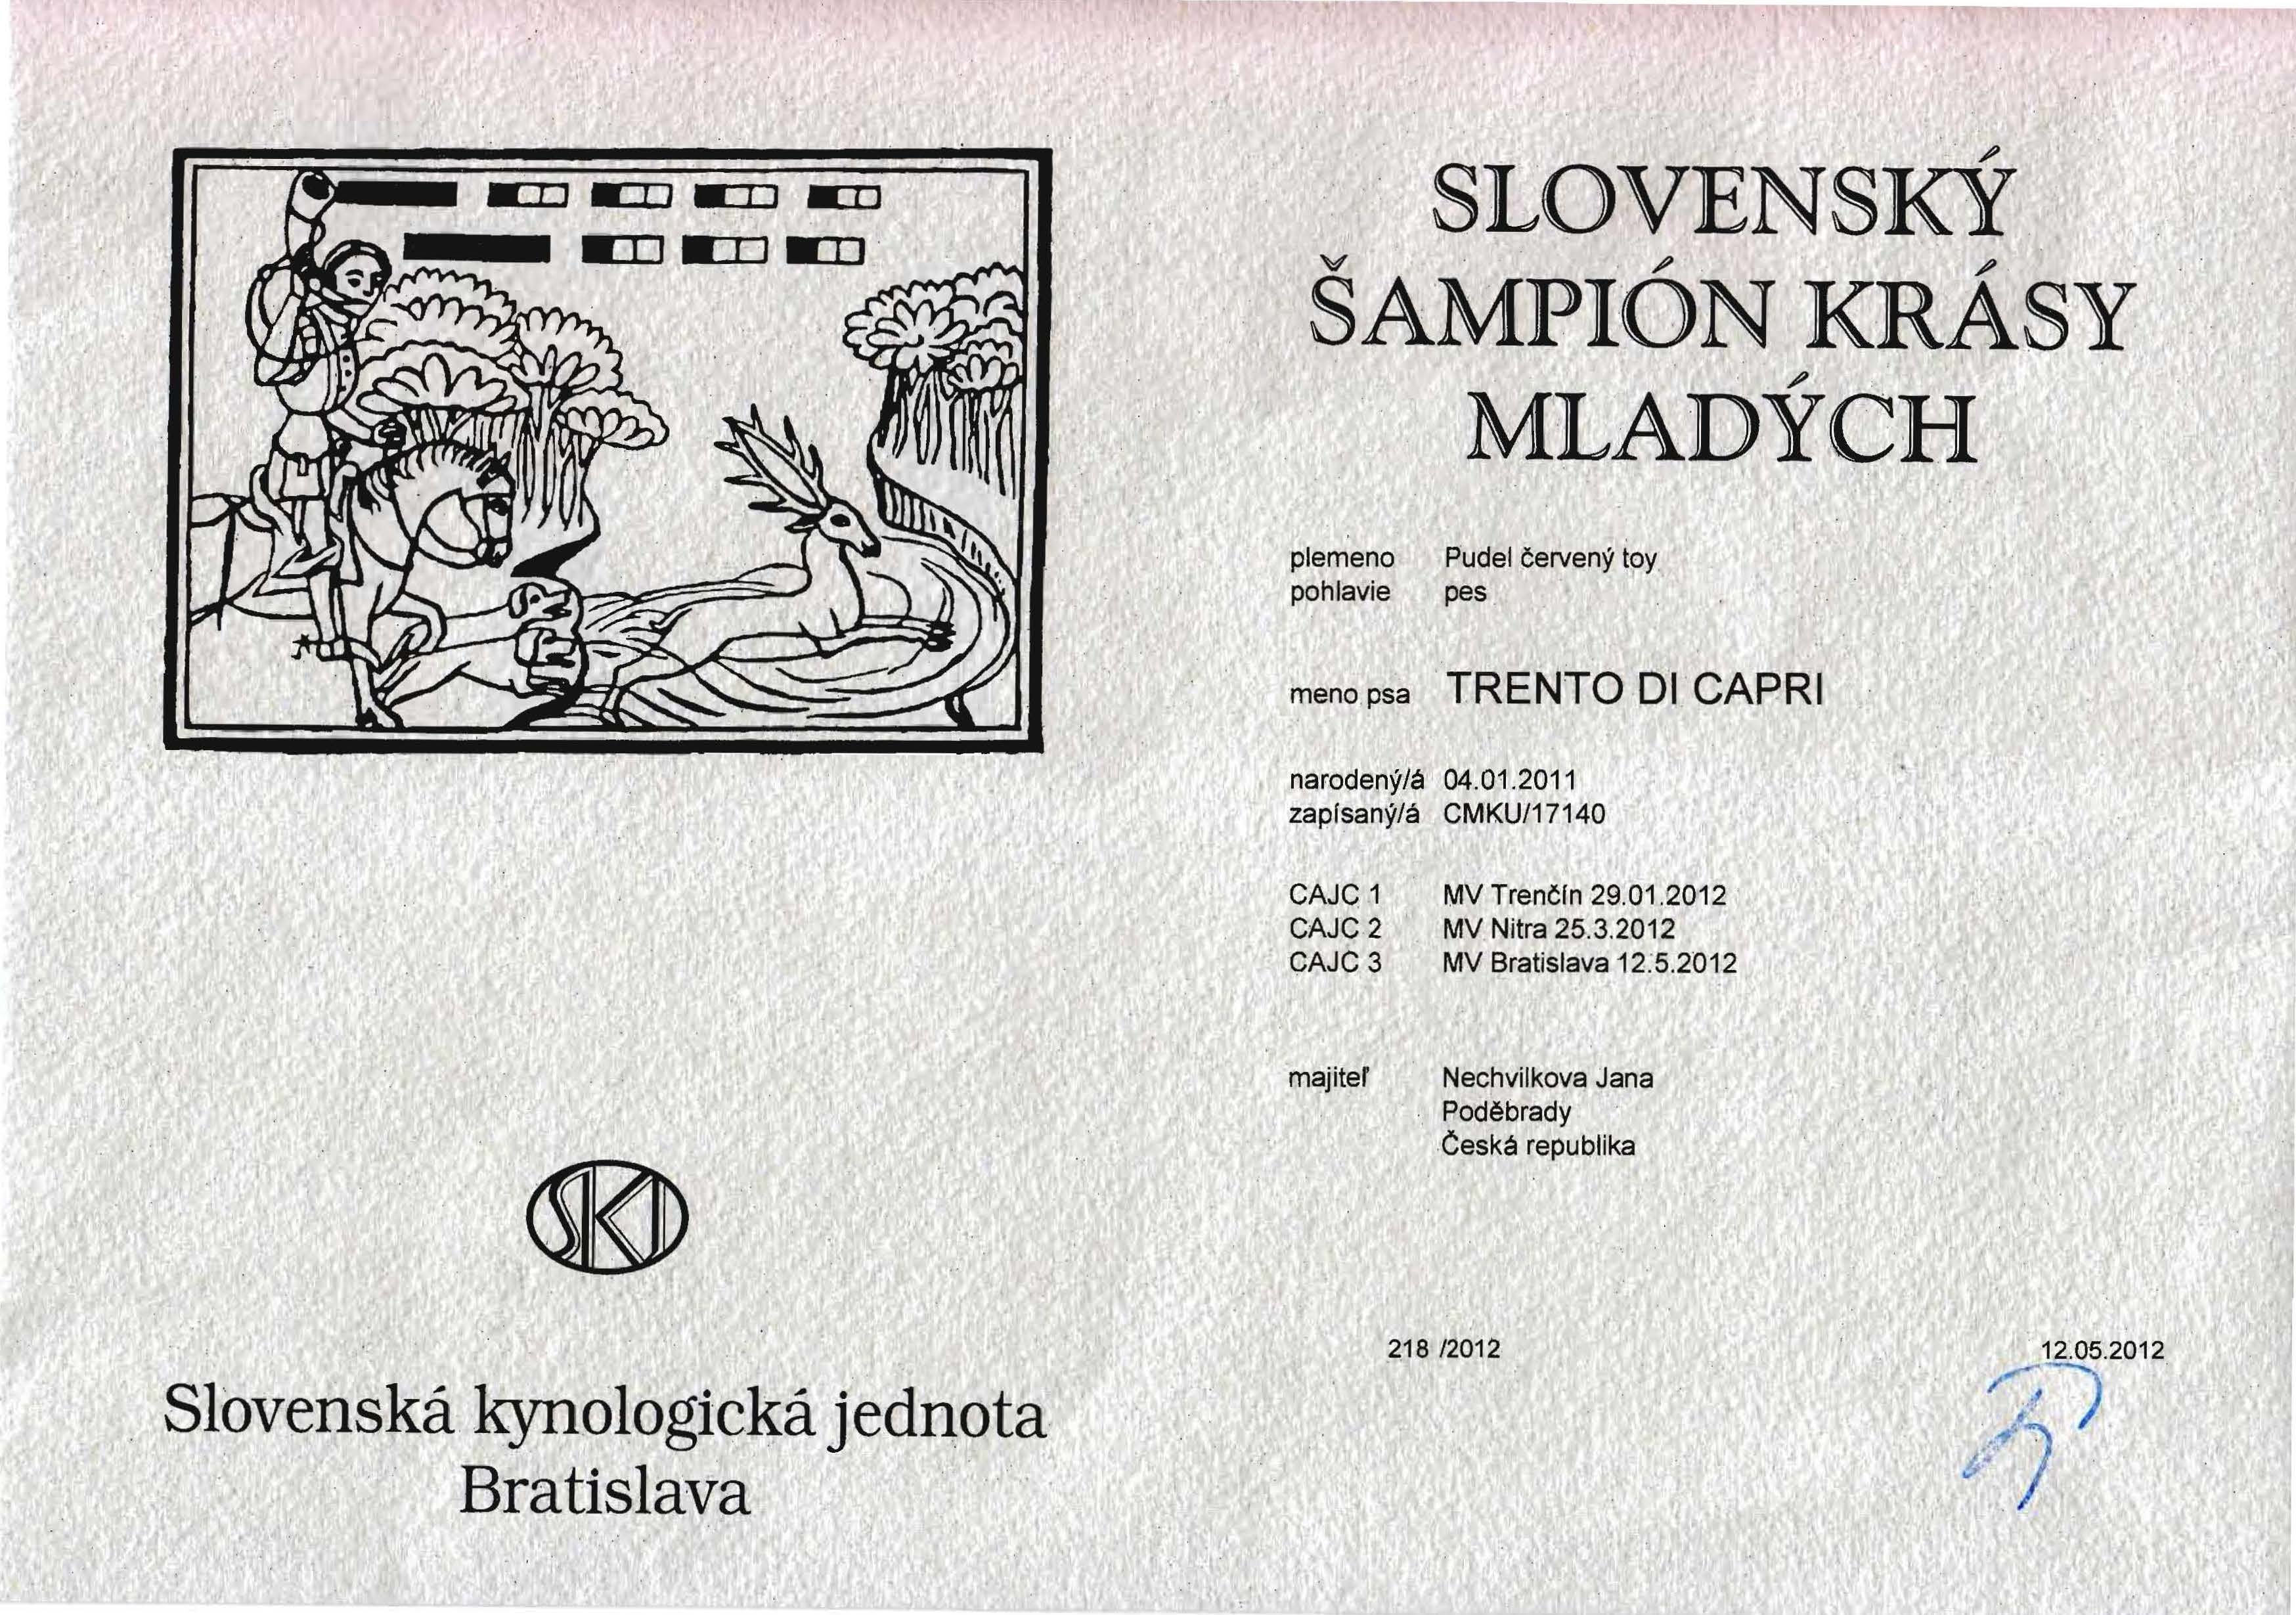 SKJ
Slovenská kynologická jednota
Bratislava
SLOVENSKÝ
ŠAMPIÓN KRÁSY
MLADÝCH
plemeno Pudel červený toy
pohlavie pes
meno psa TRENTO DI CAPRI
narodený/á 04.01.2011
zapísaný/á CMKU/17140
CAJC 1 MV Trenčín 29.01.2012
CAJC 2 MV Nitra 25.3.2012
CAJC 3 MV Bratislava 12.5.2012
majiteľ Nechvilkova Jana
Poděbrady
Česká republika
218 /2012 12.05.2012